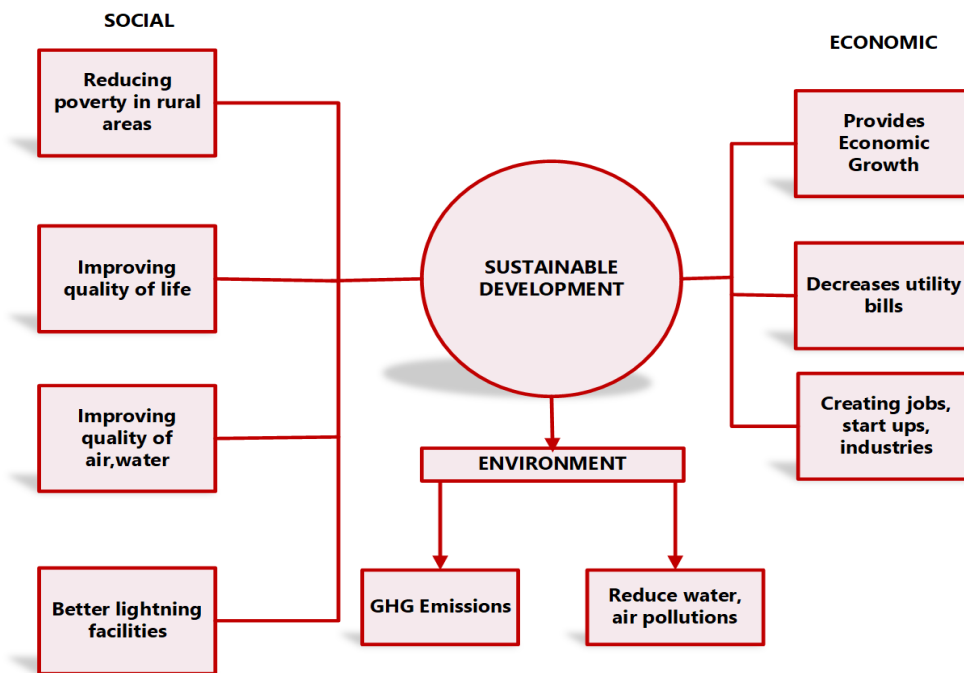 SOCIAL
Reducing
poverty in rural
areas
Improving
quality of life
Improving
quality of
air,water
Better lightning
facilities
SUSTAINABLE
DEVELOPMENT
ENVIRONMENT
GHG Emissions
Reduce water,
air pollutions
ECONOMIC
Provides
Economic
Growth
Decreases utility
bills
Creating jobs,
start ups,
industries